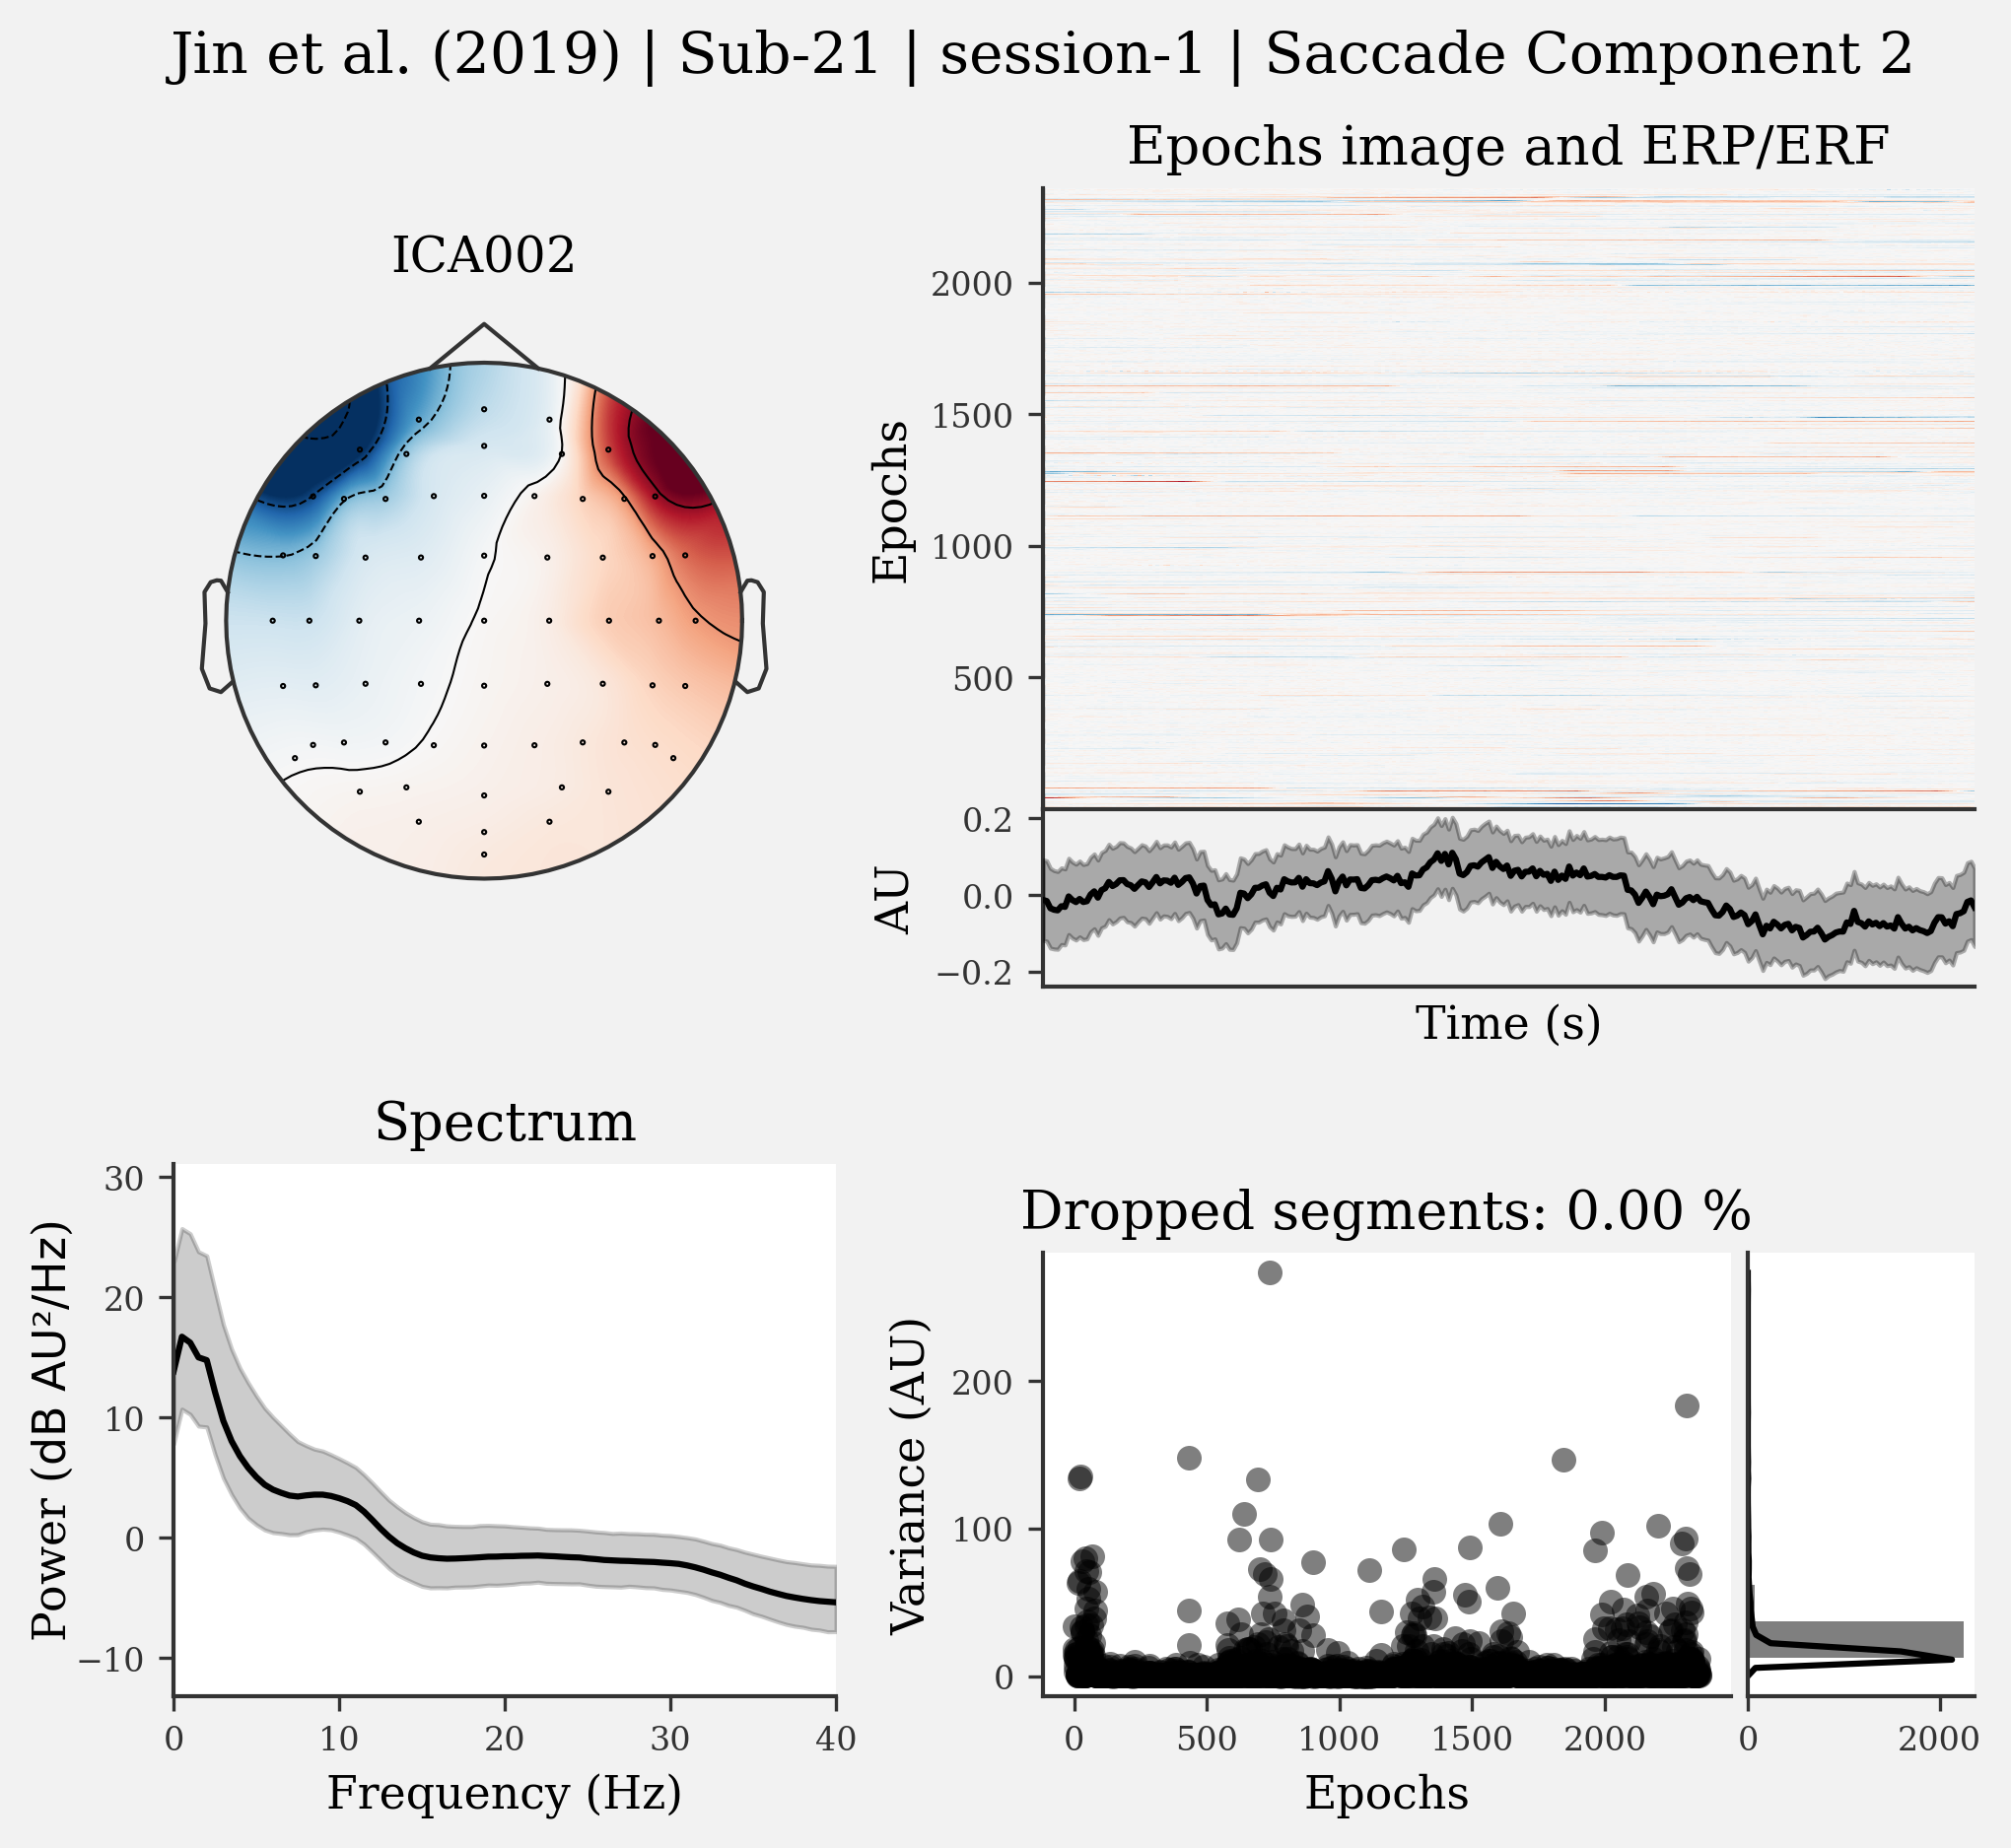 Jin et al. (2019) | Sub-21 | session-1 | Saccade Component 2
ICA002
Epochs image and ERP/ERF
Epochs
2000
1500
1000
500
AU
0.2
0.0
−0.2
Time (s)
Spectrum
Power (dB AU²/Hz)
30
20
10
0
−10
0 10 20 30 40
Frequency (Hz)
Dropped segments: 0.00 %
Variance (AU)
200
100
0
0 500 1000 1500 2000
0 2000
Epochs